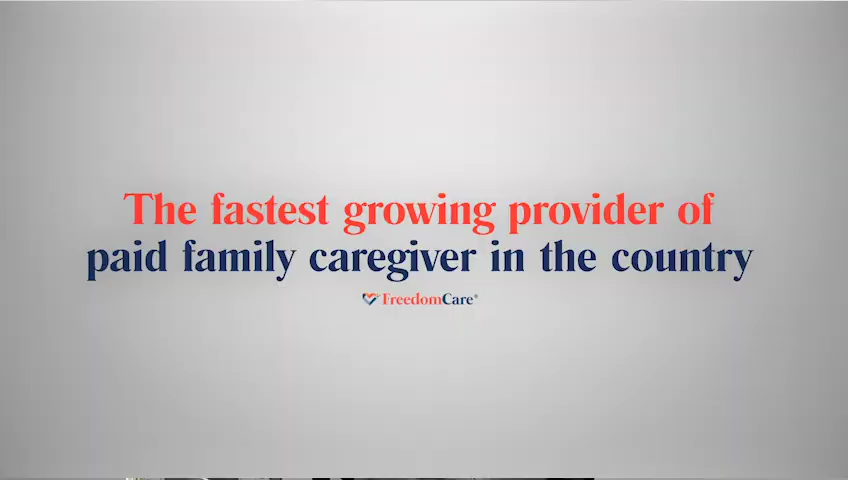 The fastest growing provider of
paid family caregiver in the country
FreedomCare®